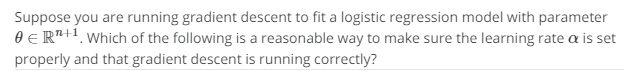 Suppose you are running gradient descent to fit a logistic regression model with parameter
θ ∈ ℝⁿ⁺¹. Which of the following is a reasonable way to make sure the learning rate α is set
properly and that gradient descent is running correctly?